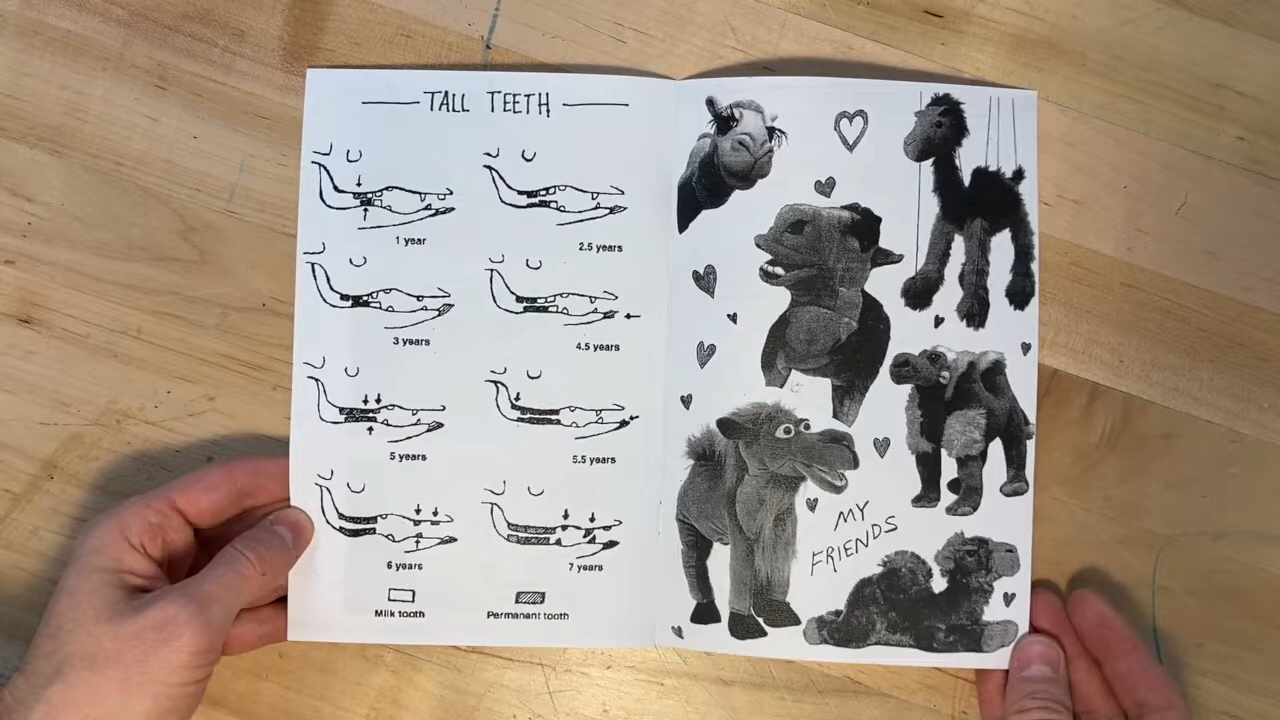 TALL TEETH
1 year
2.5 years
3 years
4.5 years
5 years
5.5 years
6 years
7 years
Milk tooth
Permanant tooth
MY
FRIENDS